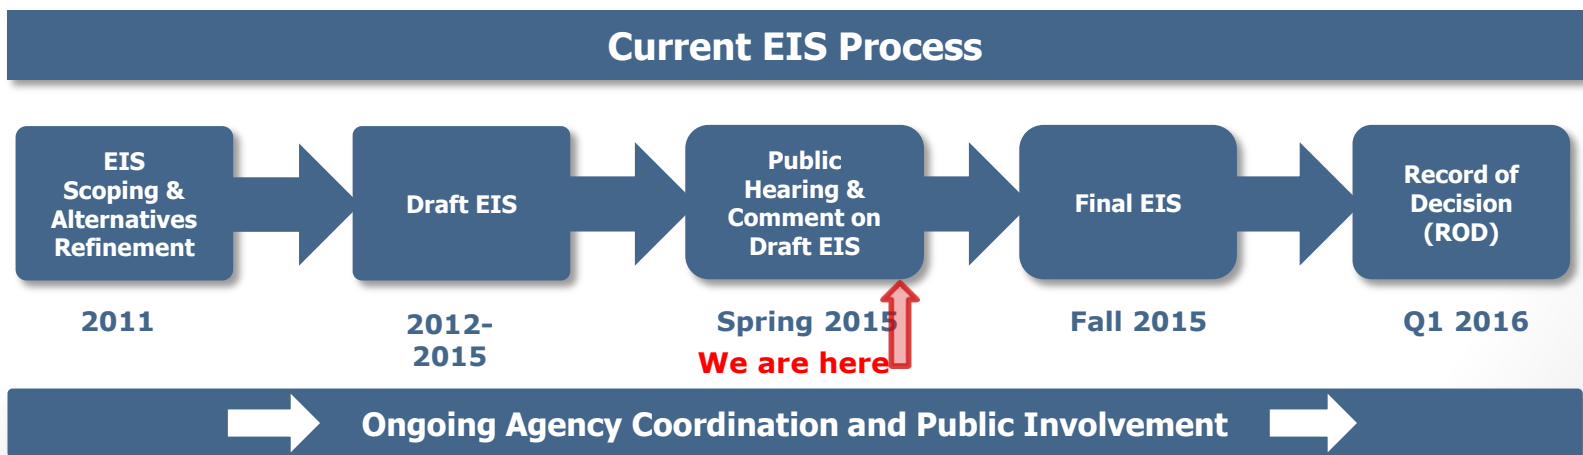 Current EIS Process
EIS
Scoping &
Alternatives
Refinement
Draft EIS
Public
Hearing &
Comment on
Draft EIS
Final EIS
Record of
Decision
(ROD)
2011
2012-
2015
Spring 2015
Fall 2015
Q1 2016
We are here
Ongoing Agency Coordination and Public Involvement